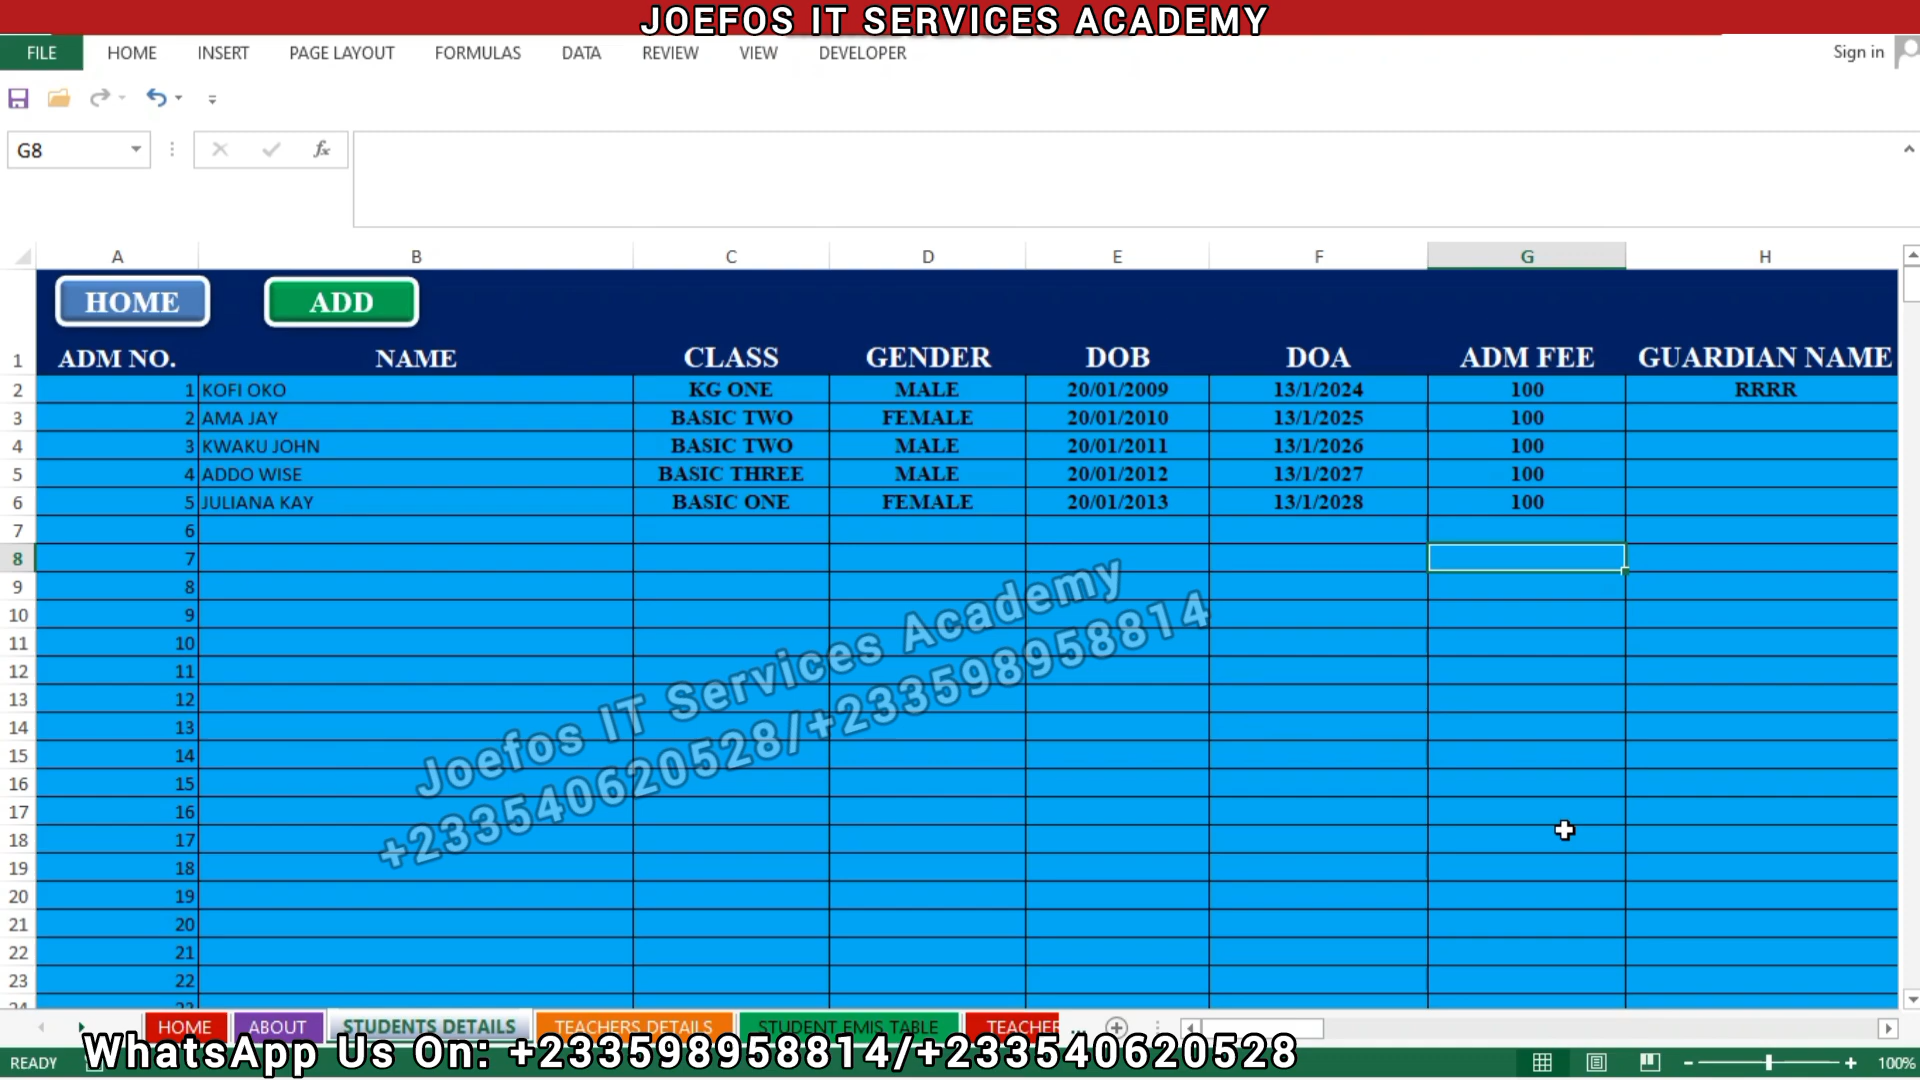 JOEFOS IT SERVICES ACADEMY
FILE HOME INSERT PAGE LAYOUT FORMULAS DATA REVIEW VIEW DEVELOPER Sign in
G8 fx
A B C D E F G H
HOME ADD
1 ADM NO. NAME CLASS GENDER DOB DOA ADM FEE GUARDIAN NAME
2 1 KOFI OKO KG ONE MALE 20/01/2009 13/1/2024 100 RRRR
3 2 AMA JAY BASIC TWO FEMALE 20/01/2010 13/1/2025 100
4 3 KWAKU JOHN BASIC TWO MALE 20/01/2011 13/1/2026 100
5 4 ADDO WISE BASIC THREE MALE 20/01/2012 13/1/2027 100
6 5 JULIANA KAY BASIC ONE FEMALE 20/01/2013 13/1/2028 100
7 6
8 7
9 8
10 9
11 10
12 11
13 12
14 13
15 14
16 15
17 16
18 17
19 18
20 19
21 20
22 21
23 22
24 23
Joefos IT Services Academy
+233540620528/+233598958814
HOME ABOUT STUDENTS DETAILS TEACHERS DETAILS STUDENT EMIS TABLE TEACHER ...
WhatsApp Us On: +233598958814/+233540620528
READY 100%